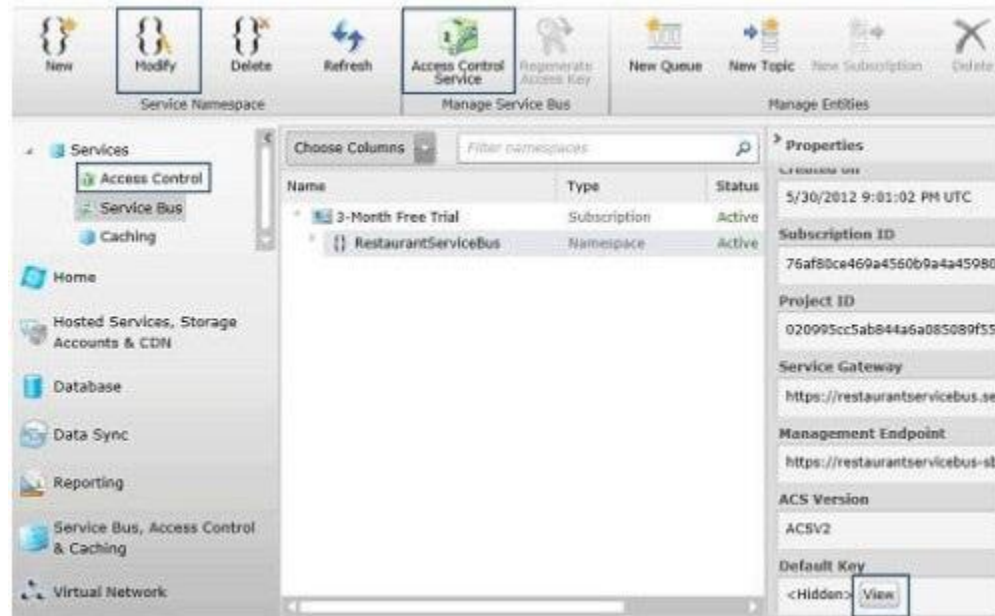 New
Modify
Delete
Refresh
Access Control
Service
Regenerate
Access Key
New Queue
New Topic
New Subscription
Delete
Service Namespace
Manage Service Bus
Manage Entities
Services
Access Control
Service Bus
Caching
Home
Hosted Services, Storage
Accounts & CDN
Database
Data Sync
Reporting
Service Bus, Access Control
& Caching
Virtual Network
Choose Columns
Filter namespaces
Name Type Status
3-Month Free Trial Subscription Active
{} RestaurantServiceBus Namespace Active
Properties
Created on
5/30/2012 9:01:02 PM UTC
Subscription ID
76af80ce469a4560b9a4a45980
Project ID
020995cc5ab844a6a085089f55
Service Gateway
https://restaurantservicebus.se
Management Endpoint
https://restaurantservicebus-sb
ACS Version
ACSV2
Default Key
<Hidden> View